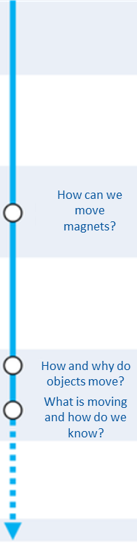 How can we
move
magnets?
How and why do
objects move?
What is moving
and how do we
know?